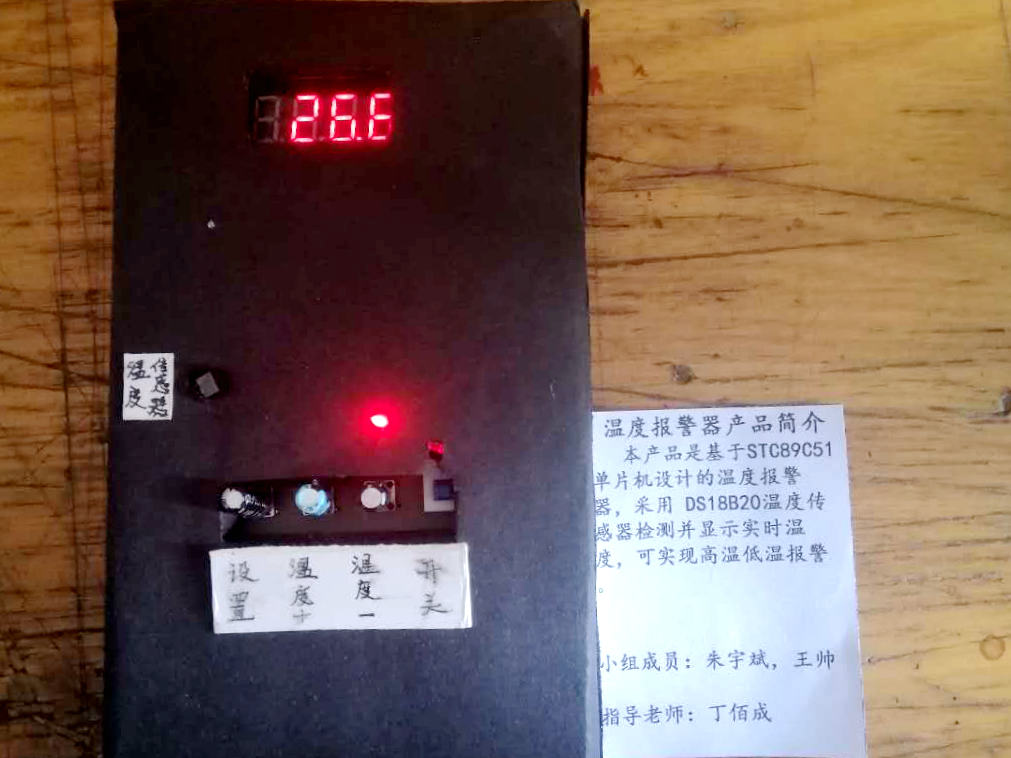 26.6
温度
传感器
设置
温度+
温度-
开关
温度报警器产品简介
本产品是基于STC89C51
单片机设计的温度报警
器，采用 DS18B20温度传
感器检测并显示实时温
度，可实现高温低温报警
。
小组成员：朱宇斌，王帅
指导老师：丁佰成